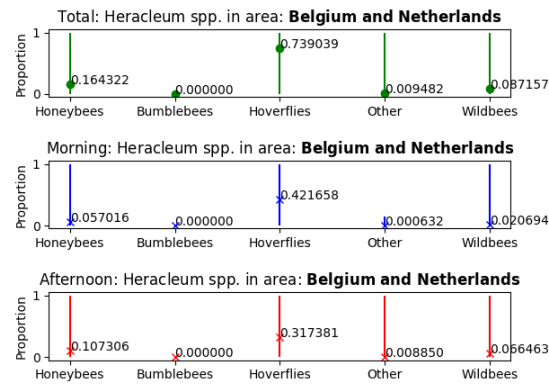 Total: Heracleum spp. in area: Belgium and Netherlands
Proportion
1
0
0.164322
0.000000
0.739039
0.009482
0.087157
Honeybees Bumblebees Hoverflies Other Wildbees
Morning: Heracleum spp. in area: Belgium and Netherlands
Proportion
1
0
0.057016
0.000000
0.421658
0.000632
0.020694
Honeybees Bumblebees Hoverflies Other Wildbees
Afternoon: Heracleum spp. in area: Belgium and Netherlands
Proportion
1
0
0.107306
0.000000
0.317381
0.008850
0.066463
Honeybees Bumblebees Hoverflies Other Wildbees